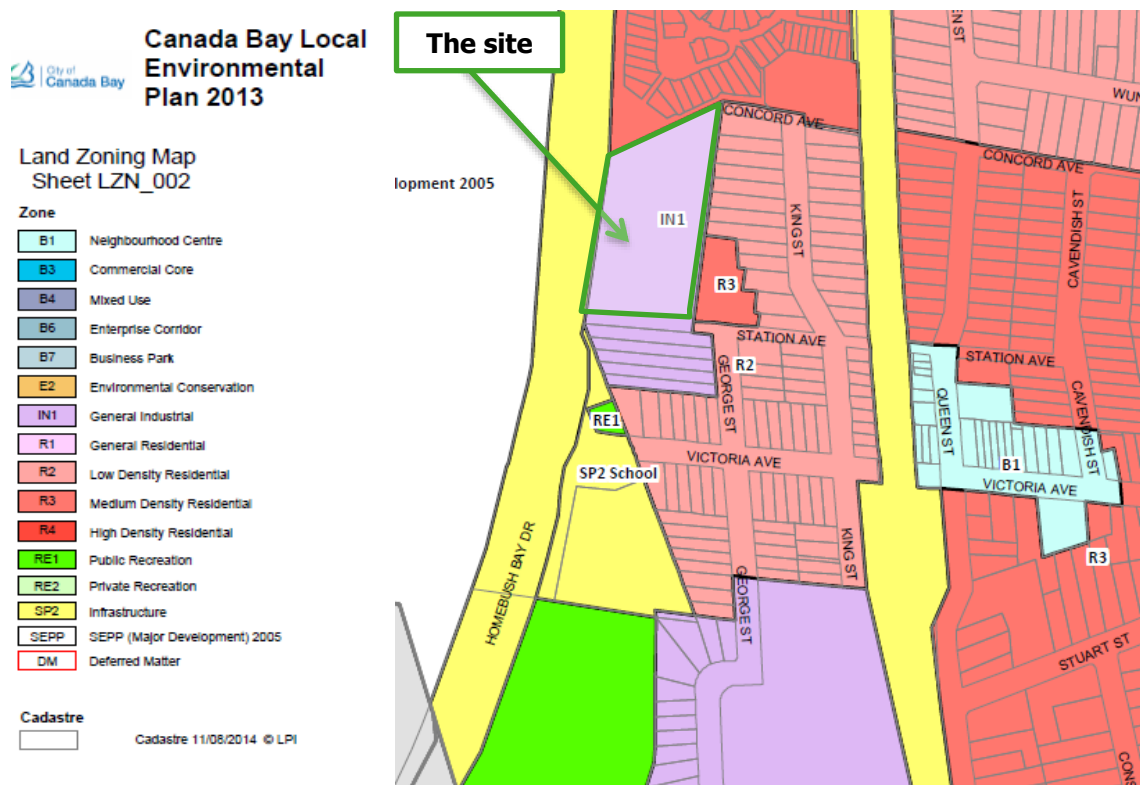 City of
Canada Bay
Canada Bay Local
Environmental
Plan 2013
Land Zoning Map
Sheet LZN_002
Zone
B1 Neighbourhood Centre
B3 Commercial Core
B4 Mixed Use
B6 Enterprise Corridor
B7 Business Park
E2 Environmental Conservation
IN1 General Industrial
R1 General Residential
R2 Low Density Residential
R3 Medium Density Residential
R4 High Density Residential
RE1 Public Recreation
RE2 Private Recreation
SP2 Infrastructure
SEPP SEPP (Major Development) 2005
DM Deferred Matter
Cadastre
Cadastre 11/08/2014 © LPI
The site
lopment 2005
EN ST
WUN
CONCORD AVE
CONCORD AVE
IN1
KING ST
CAVENDISH ST
R3
STATION AVE
STATION AVE
R2
GEORGE ST
QUEEN ST
CAVENDISH ST
RE1
VICTORIA AVE
B1
SP2 School
VICTORIA AVE
HOMEBUSH BAY DR
KING ST
R3
GEORGE ST
STUART ST
CONS